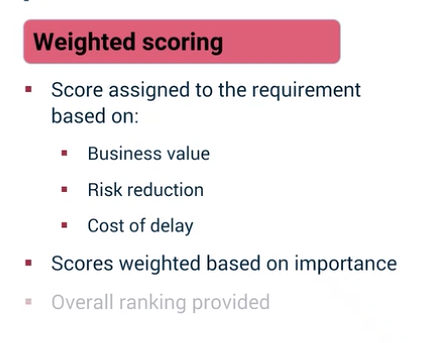 Weighted scoring
Score assigned to the requirement
based on:
Business value
Risk reduction
Cost of delay
Scores weighted based on importance
Overall ranking provided